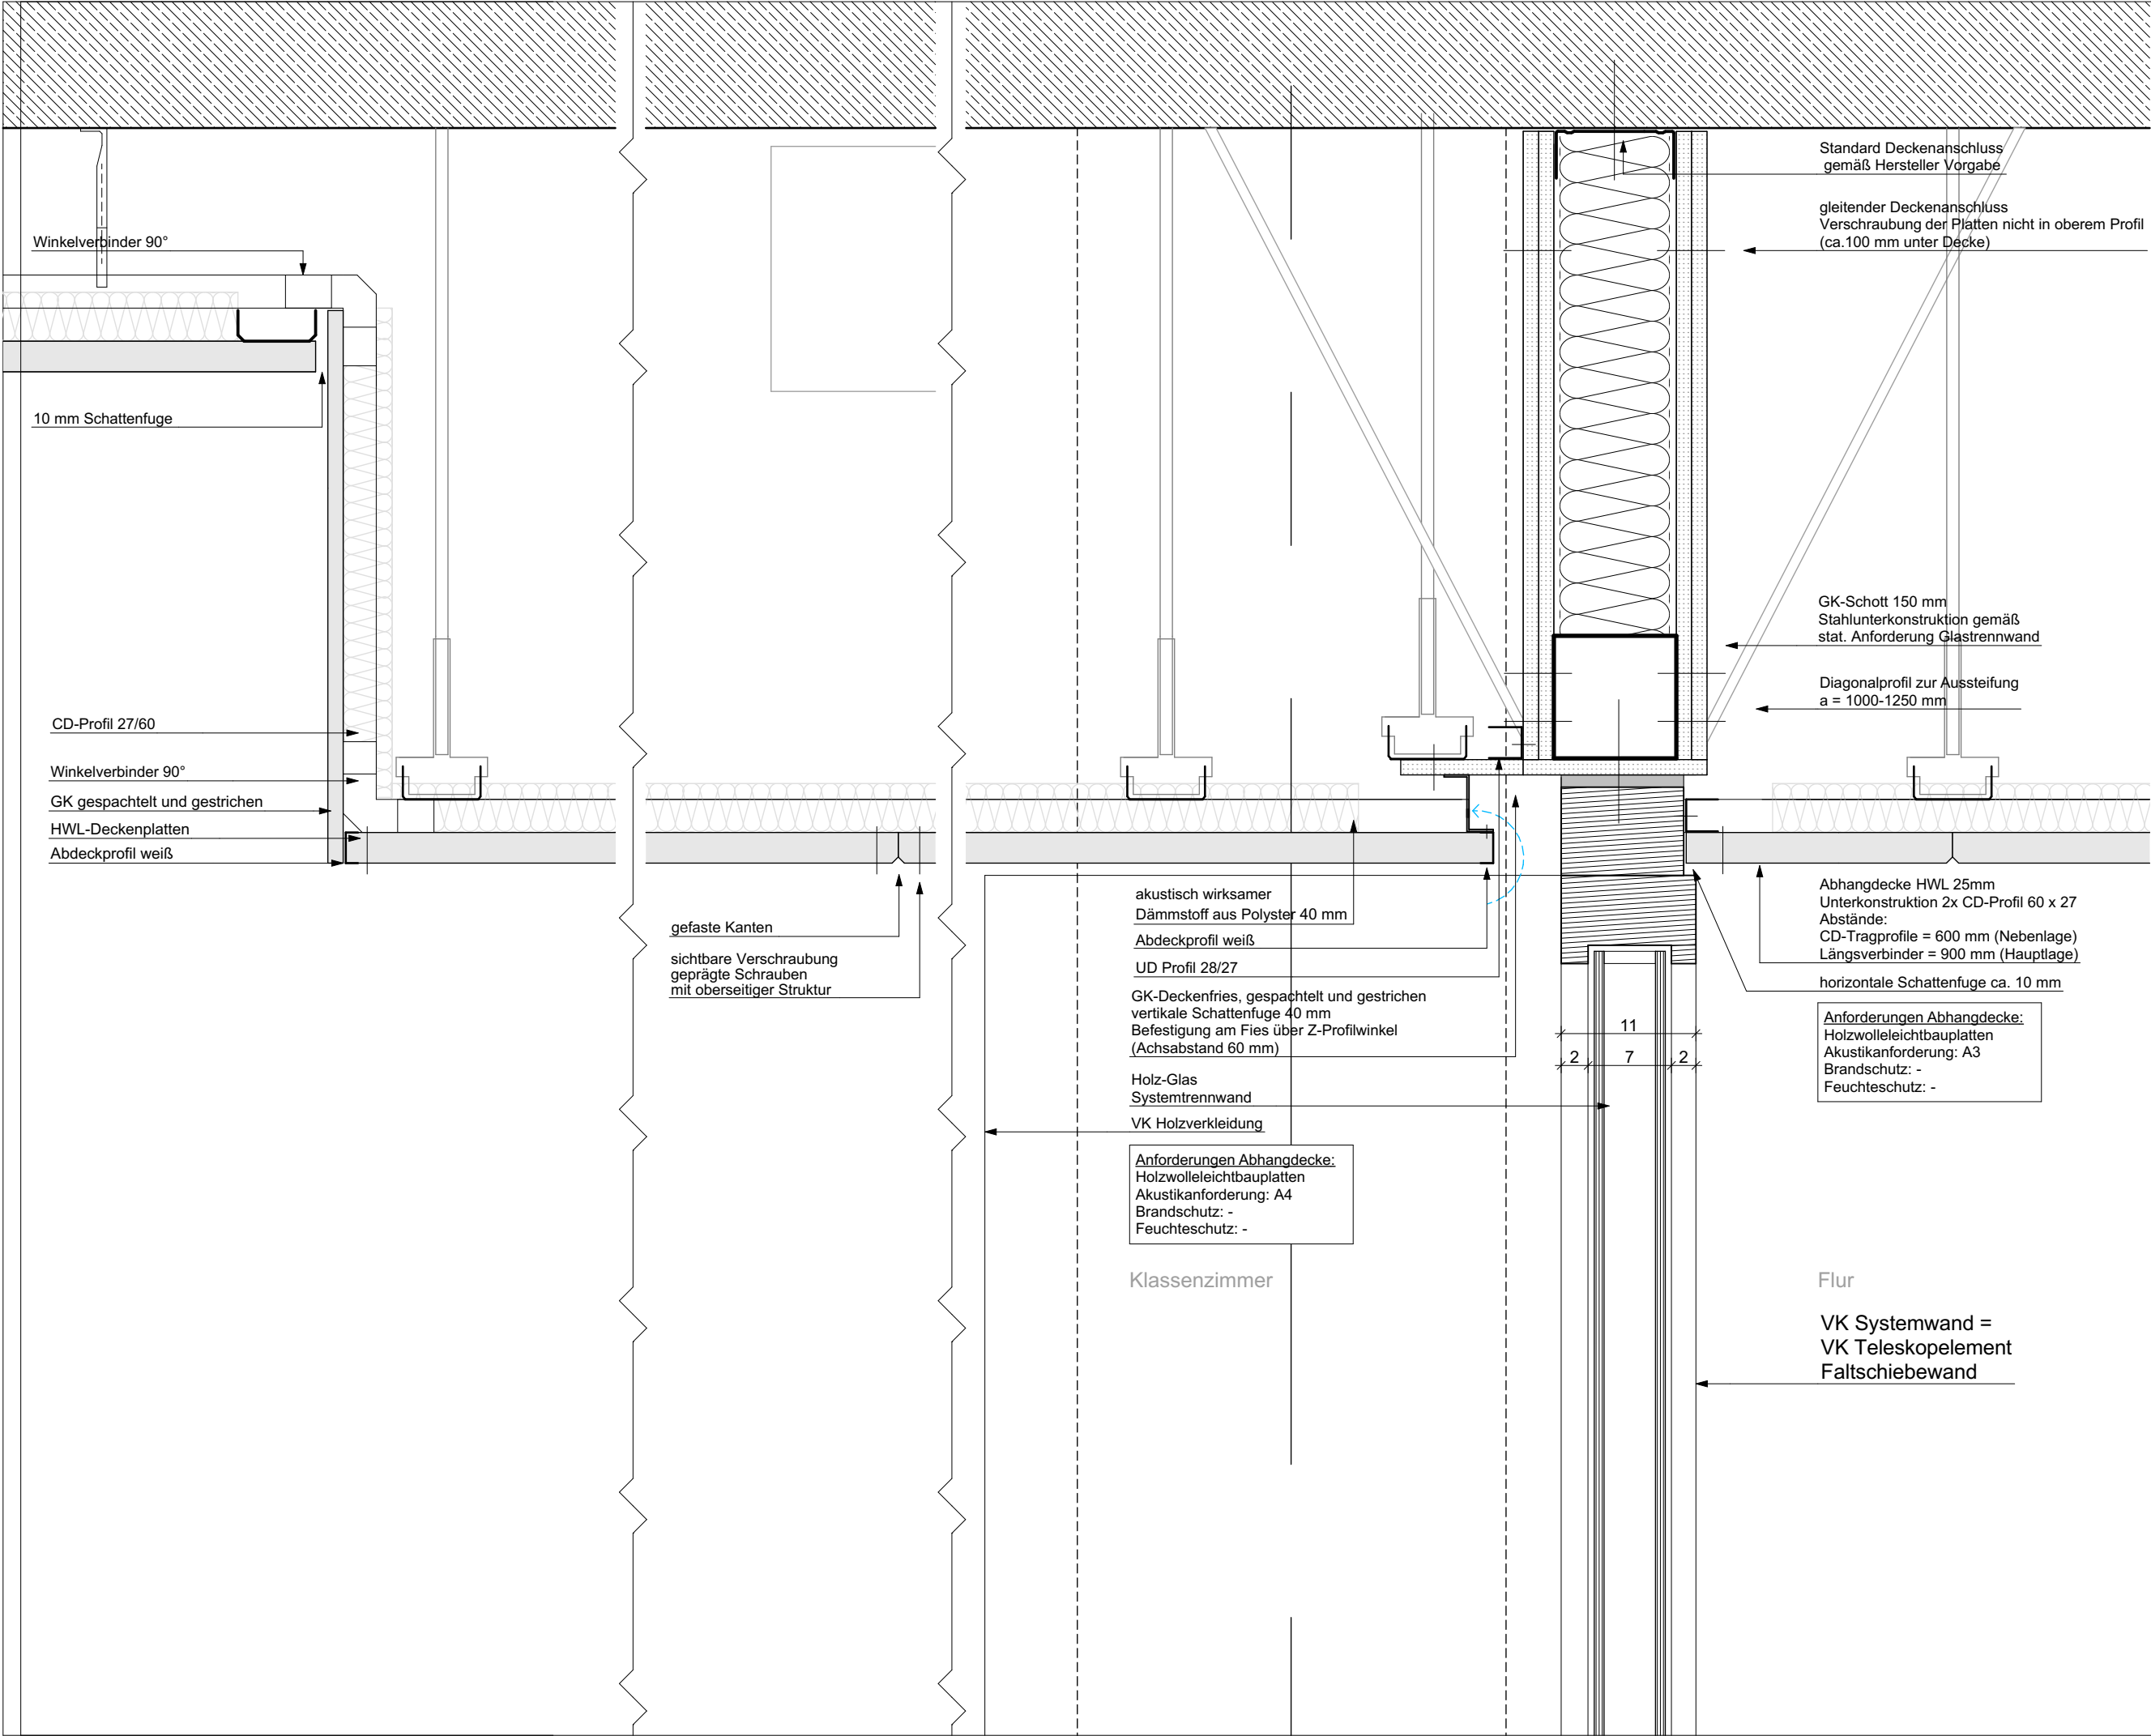 Winkelverbinder 90°
10 mm Schattenfuge
CD-Profil 27/60
Winkelverbinder 90°
GK gespachtelt und gestrichen
HWL-Deckenplatten
Abdeckprofil weiß
gefaste Kanten
sichtbare Verschraubung
geprägte Schrauben
mit oberseitiger Struktur
akustisch wirksamer
Dämmstoff aus Polyster 40 mm
Abdeckprofil weiß
UD Profil 28/27
GK-Deckenfries, gespachtelt und gestrichen
vertikale Schattenfuge 40 mm
Befestigung am Fies über Z-Profilwinkel
(Achsabstand 60 mm)
Holz-Glas
Systemtrennwand
VK Holzverkleidung
Anforderungen Abhangdecke:
Holzwolleleichtbauplatten
Akustikanforderung: A4
Brandschutz: -
Feuchteschutz: -
Klassenzimmer
11
2 7 2
Standard Deckenanschluss
gemäß Hersteller Vorgabe
gleitender Deckenanschluss
Verschraubung der Platten nicht in oberem Profil
(ca.100 mm unter Decke)
GK-Schott 150 mm
Stahlunterkonstruktion gemäß
stat. Anforderung Glastrennwand
Diagonalprofil zur Aussteifung
a = 1000-1250 mm
Abhangdecke HWL 25mm
Unterkonstruktion 2x CD-Profil 60 x 27
Abstände:
CD-Tragprofile = 600 mm (Nebenlage)
Längsverbinder = 900 mm (Hauptlage)
horizontale Schattenfuge ca. 10 mm
Anforderungen Abhangdecke:
Holzwolleleichtbauplatten
Akustikanforderung: A3
Brandschutz: -
Feuchteschutz: -
Flur
VK Systemwand =
VK Teleskopelement
Faltschiebewand